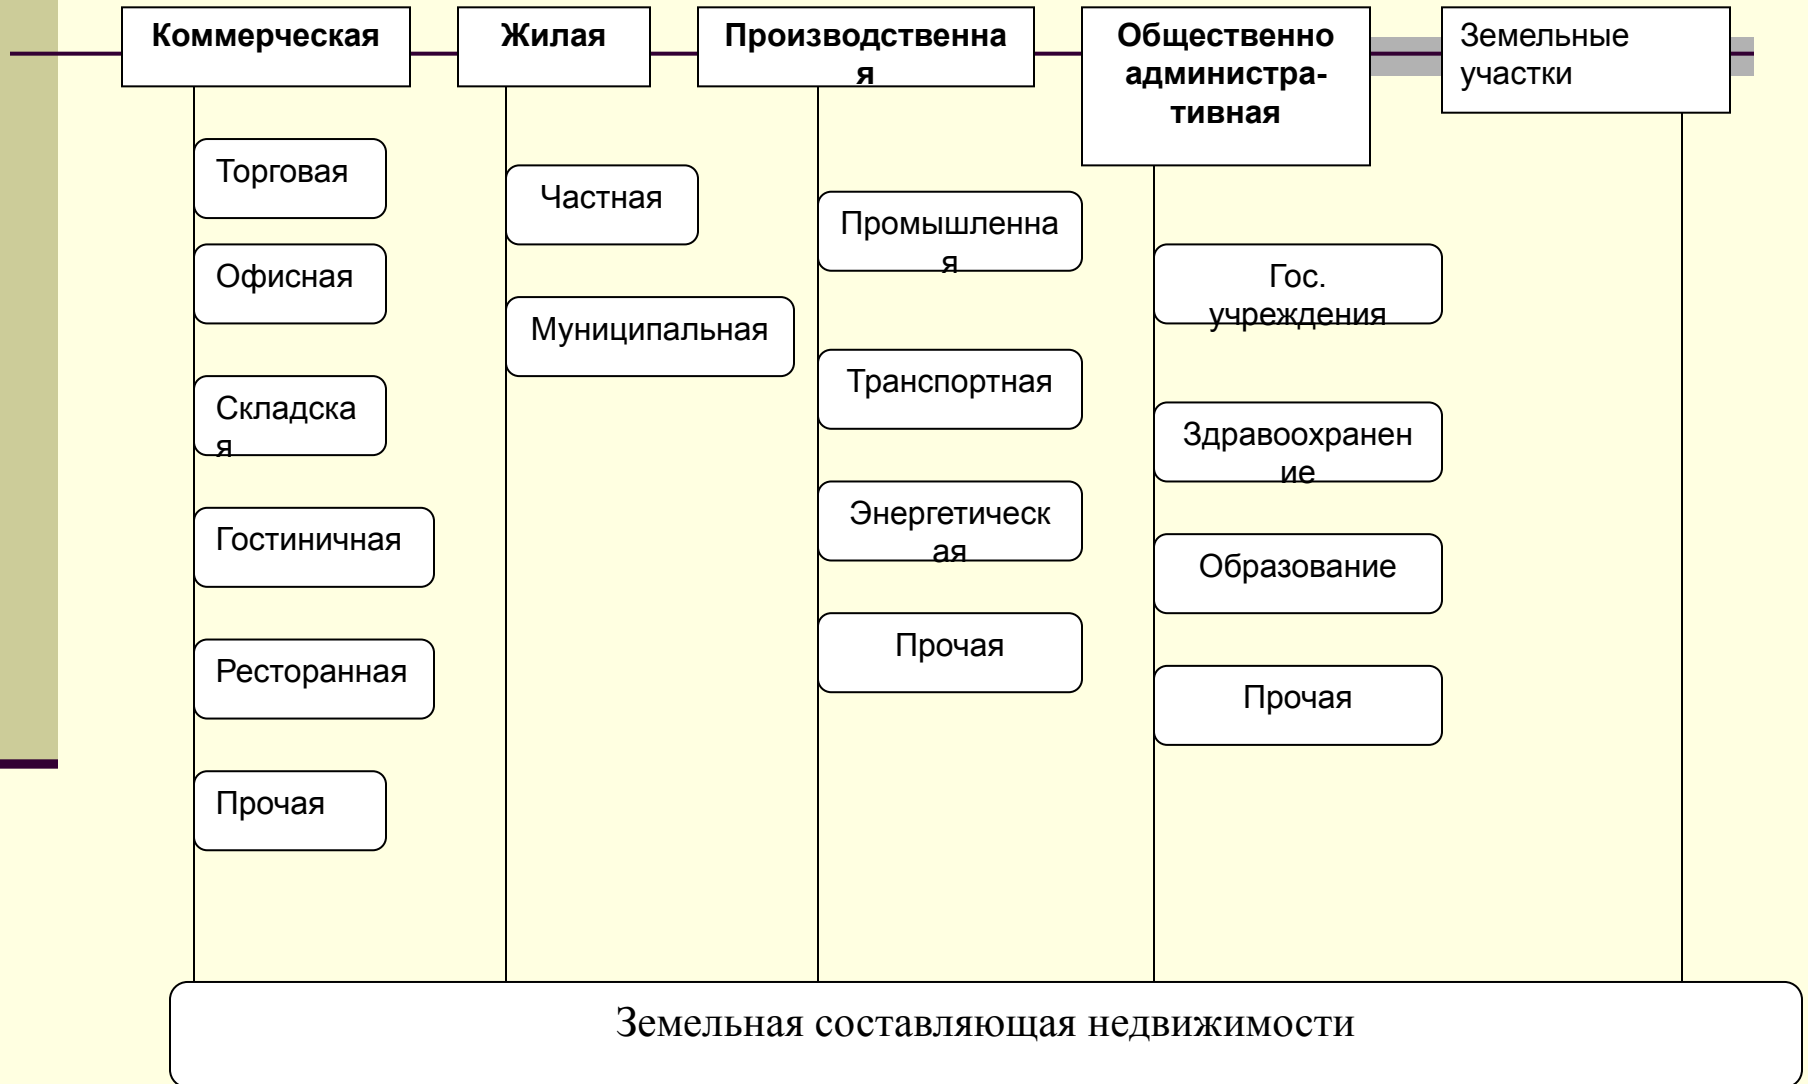 Коммерческая
Жилая
Производственна
я
Общественно
администра-
тивная
Земельные
участки
Торговая
Офисная
Складска
я
Гостиничная
Ресторанная
Прочая
Частная
Муниципальная
Промышленна
я
Транспортная
Энергетическ
ая
Прочая
Гос.
учреждения
Здравоохранен
ие
Образование
Прочая
Земельная составляющая недвижимости